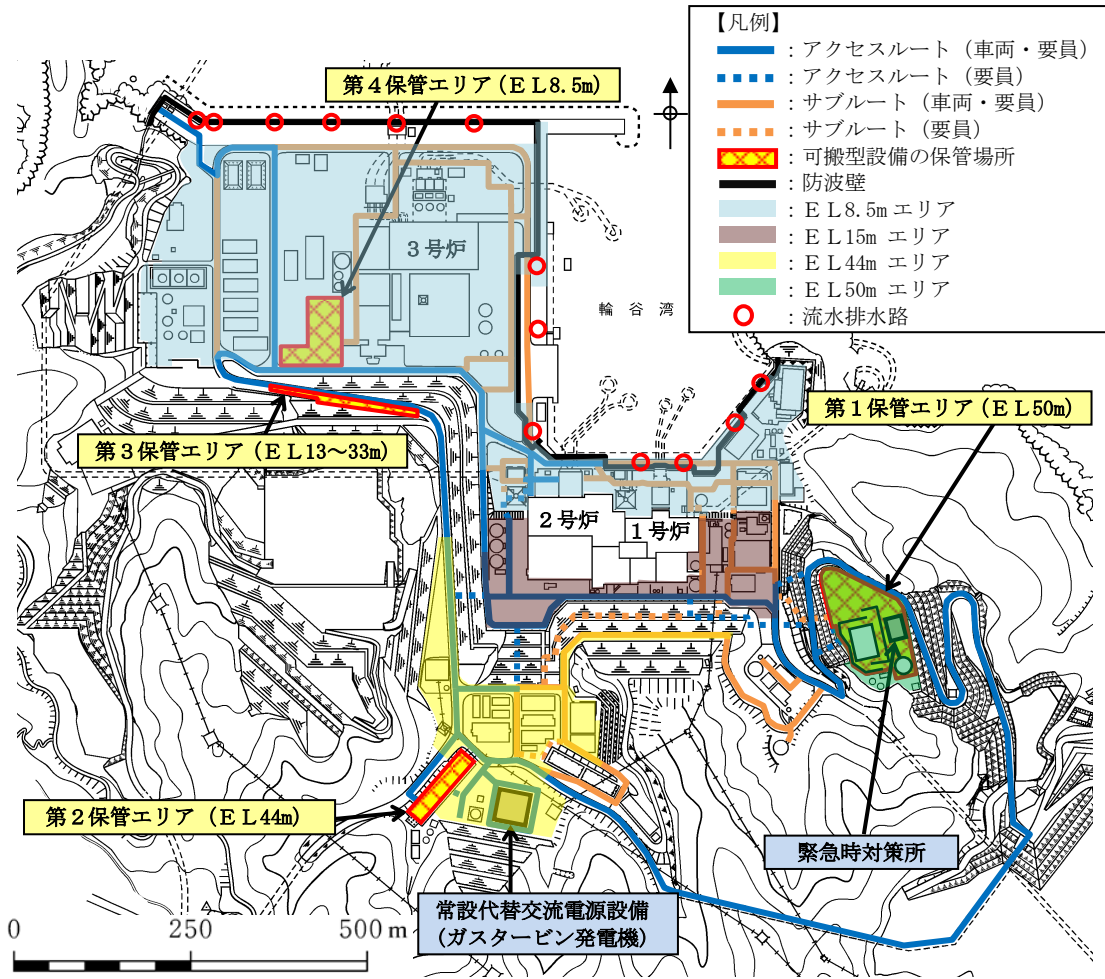 【凡例】
：アクセスルート（車両・要員）
：アクセスルート（要員）
：サブルート（車両・要員）
：サブルート（要員）
：可搬型設備の保管場所
：防波壁
：ＥＬ8.5m エリア
：ＥＬ15m エリア
：ＥＬ44m エリア
：ＥＬ50m エリア
：流水排水路
第４保管エリア（ＥＬ8.5m）
３号炉
輪谷湾
第１保管エリア（ＥＬ50m）
第３保管エリア（ＥＬ13～33m）
２号炉
１号炉
第２保管エリア（ＥＬ44m）
緊急時対策所
常設代替交流電源設備
（ガスタービン発電機）
0 250 500 m